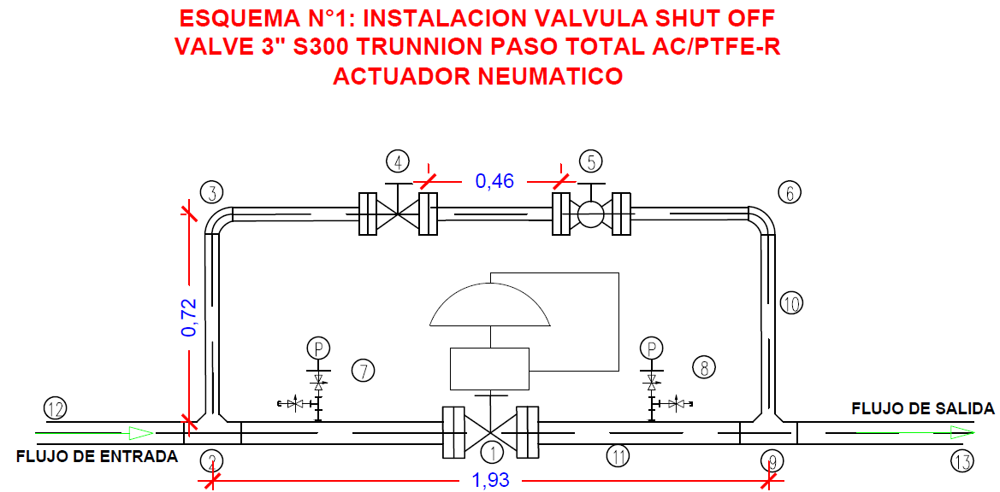 ESQUEMA N°1: INSTALACION VALVULA SHUT OFF
VALVE 3" S300 TRUNNION PASO TOTAL AC/PTFE-R
ACTUADOR NEUMATICO
4
5
0,46
3
6
10
0,72
P
7
P
8
12
FLUJO DE SALIDA
FLUJO DE ENTRADA
2
1
11
9
13
1,93